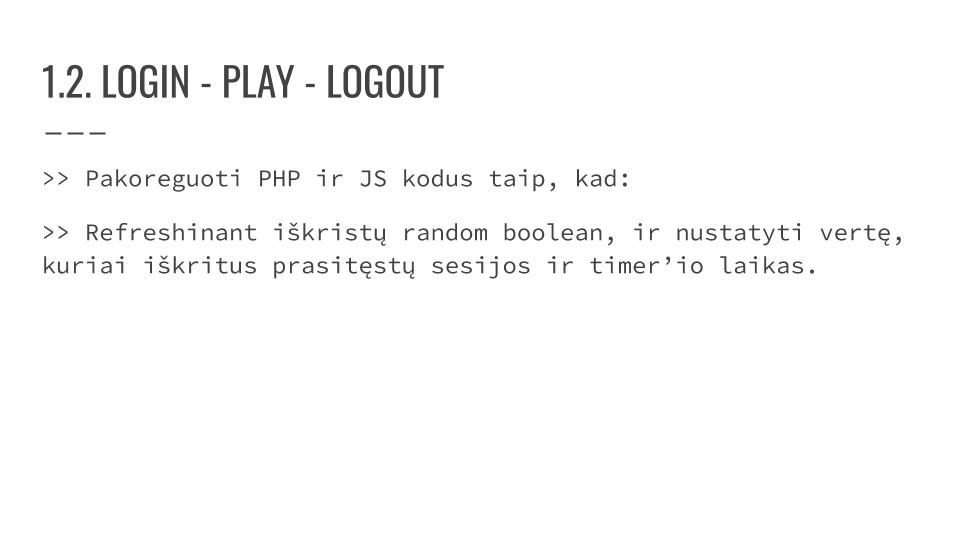 1.2. LOGIN - PLAY - LOGOUT
>> Pakoreguoti PHP ir JS kodus taip, kad:
>> Refreshinant iškristų random boolean, ir nustatyti vertę,
kuriai iškritus prasitęstų sesijos ir timer’io laikas.